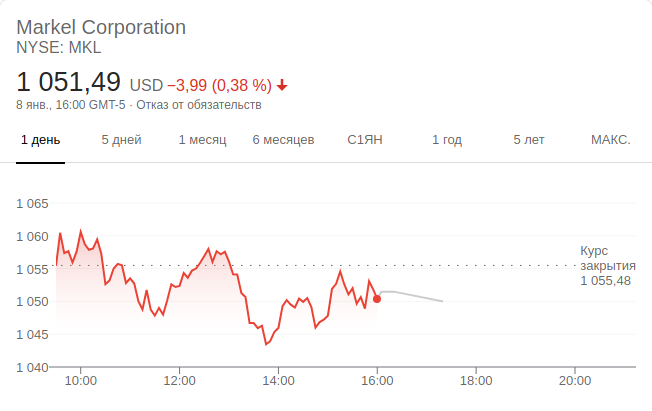 Markel Corporation
NYSE: MKL
1 051,49 USD −3,99 (0,38 %)
8 янв., 16:00 GMT-5 · Отказ от обязательств
1 день 5 дней 1 месяц 6 месяцев С1ЯН 1 год 5 лет МАКС.
1 065
1 060
1 055
1 050
1 045
1 040
Курс
закрытия
1 055,48
10:00 12:00 14:00 16:00 18:00 20:00